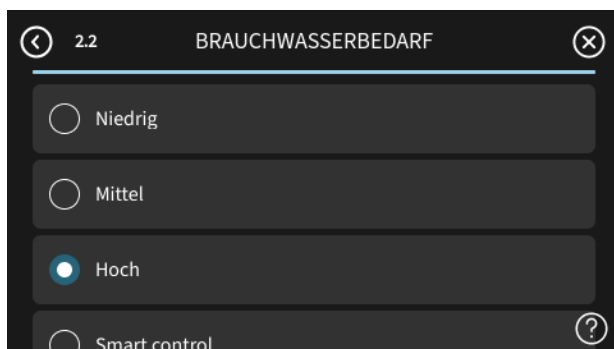 2.2 BRAUCHWASSERBEDARF
Niedrig
Mittel
Hoch
Smart control
?